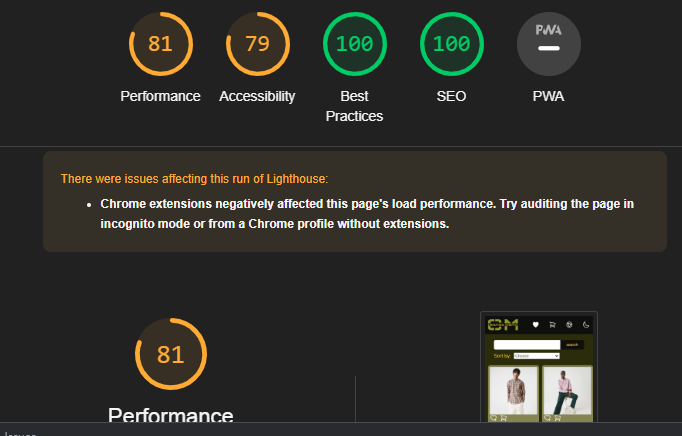 81
79
100
100
PWA
Performance
Accessibility
Best
Practices
SEO
PWA
There were issues affecting this run of Lighthouse:
Chrome extensions negatively affected this page's load performance. Try auditing the page in
incognito mode or from a Chrome profile without extensions.
81
Performance
search
Sort by:
Choose